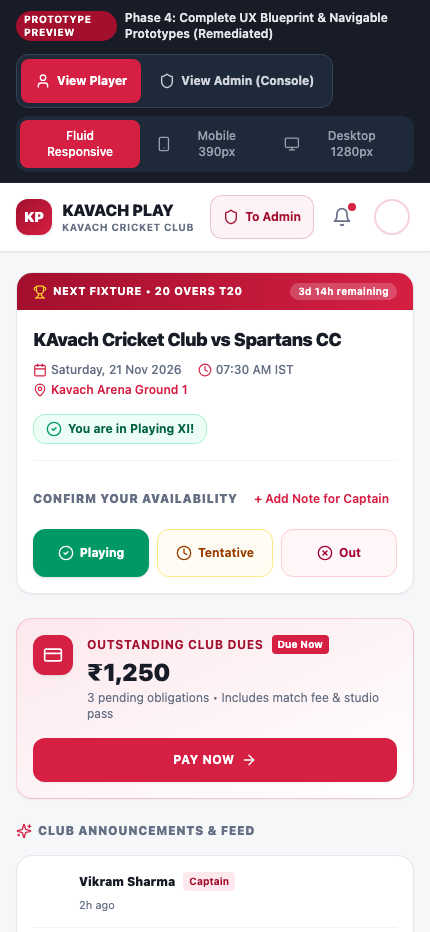 PROTOTYPE
PREVIEW
Phase 4: Complete UX Blueprint & Navigable
Prototypes (Remediated)
View Player
View Admin (Console)
Fluid
Responsive
Mobile
390px
Desktop
1280px
KP
KAVACH PLAY
KAVACH CRICKET CLUB
To Admin
NEXT FIXTURE • 20 OVERS T20
3d 14h remaining
KAvach Cricket Club vs Spartans CC
Saturday, 21 Nov 2026
07:30 AM IST
Kavach Arena Ground 1
You are in Playing XI!
CONFIRM YOUR AVAILABILITY
+ Add Note for Captain
Playing
Tentative
Out
OUTSTANDING CLUB DUES
Due Now
₹1,250
3 pending obligations • Includes match fee & studio
pass
PAY NOW →
CLUB ANNOUNCEMENTS & FEED
Vikram Sharma
Captain
2h ago